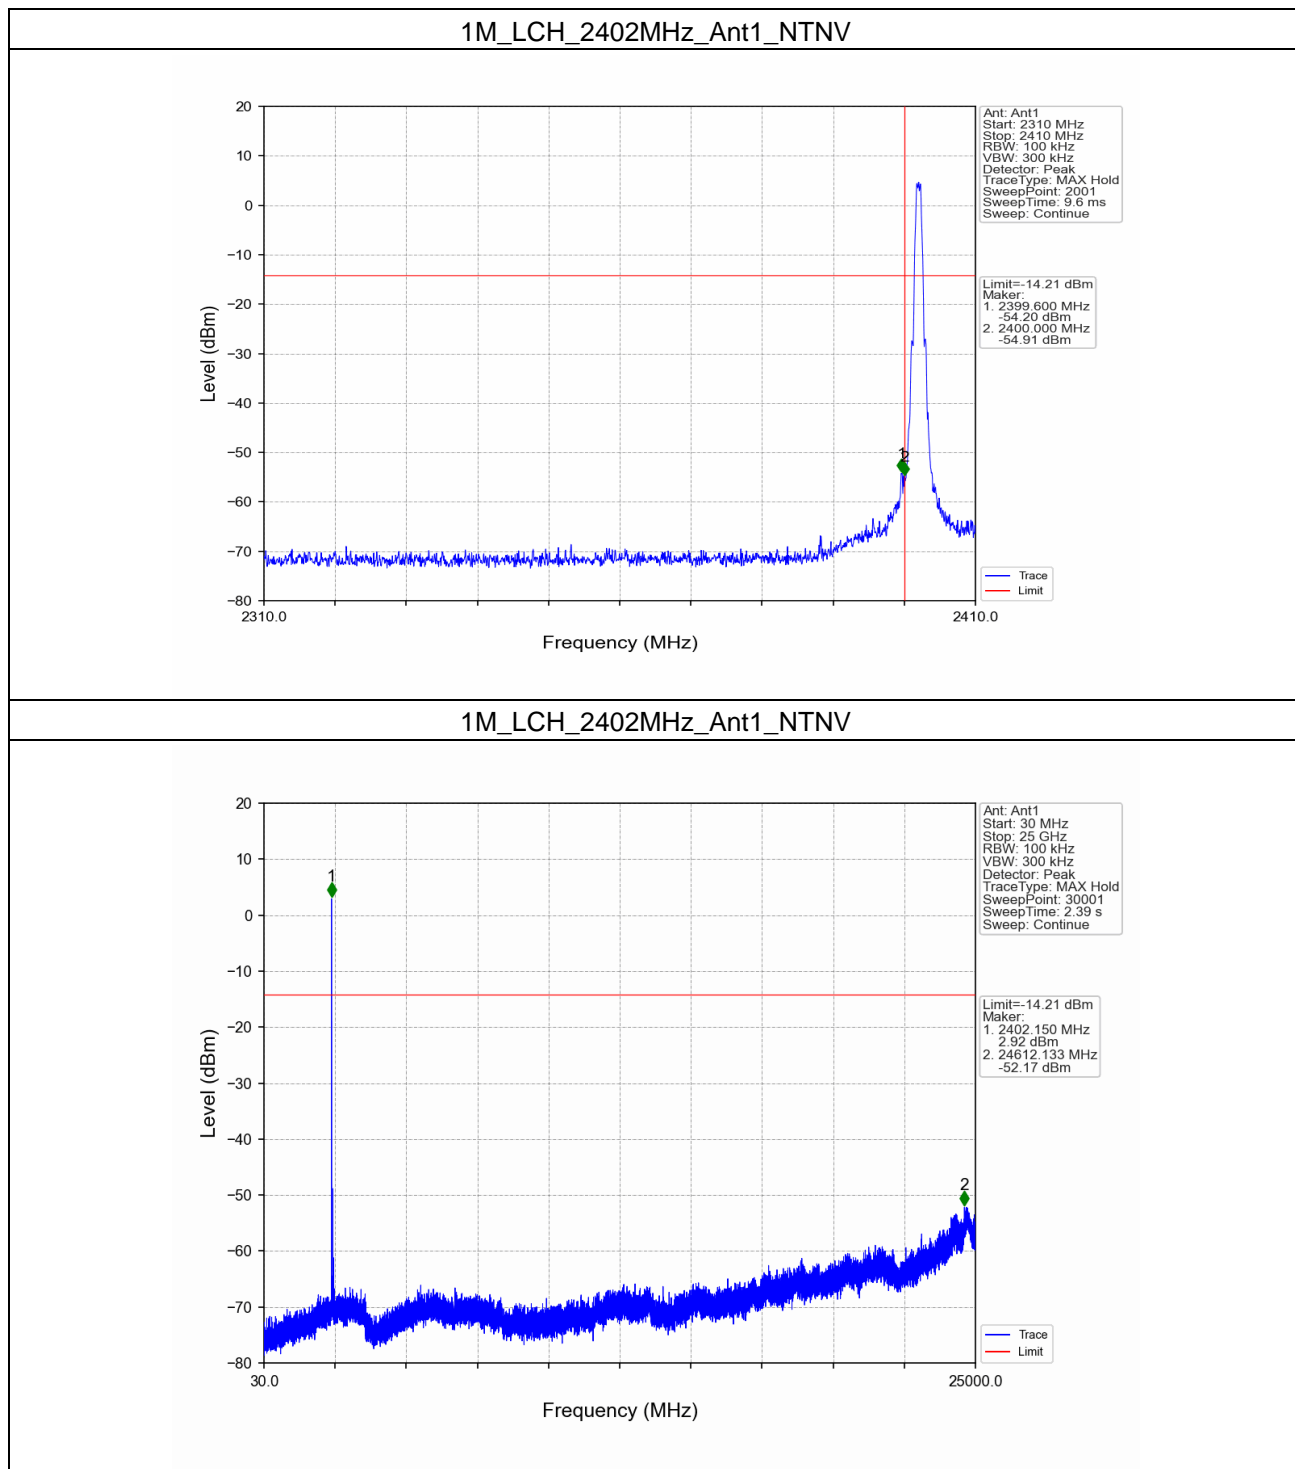 1M_LCH_2402MHz_Ant1_NTNV
20
10
0
−10
−20
−30
−40
−50
−60
−70
−80
Level (dBm)
2310.0
2410.0
Frequency (MHz)
1
2
Ant: Ant1
Start: 2310 MHz
Stop: 2410 MHz
RBW: 100 kHz
VBW: 300 kHz
Detector: Peak
TraceType: MAX Hold
SweepPoint: 2001
SweepTime: 9.6 ms
Sweep: Continue
Limit=-14.21 dBm
Maker:
1. 2399.600 MHz
-54.20 dBm
2. 2400.000 MHz
-54.91 dBm
Trace
Limit
1M_LCH_2402MHz_Ant1_NTNV
20
10
0
−10
−20
−30
−40
−50
−60
−70
−80
Level (dBm)
30.0
25000.0
Frequency (MHz)
1
2
Ant: Ant1
Start: 30 MHz
Stop: 25 GHz
RBW: 100 kHz
VBW: 300 kHz
Detector: Peak
TraceType: MAX Hold
SweepPoint: 30001
SweepTime: 2.39 s
Sweep: Continue
Limit=-14.21 dBm
Maker:
1. 2402.150 MHz
2.92 dBm
2. 24612.133 MHz
-52.17 dBm
Trace
Limit